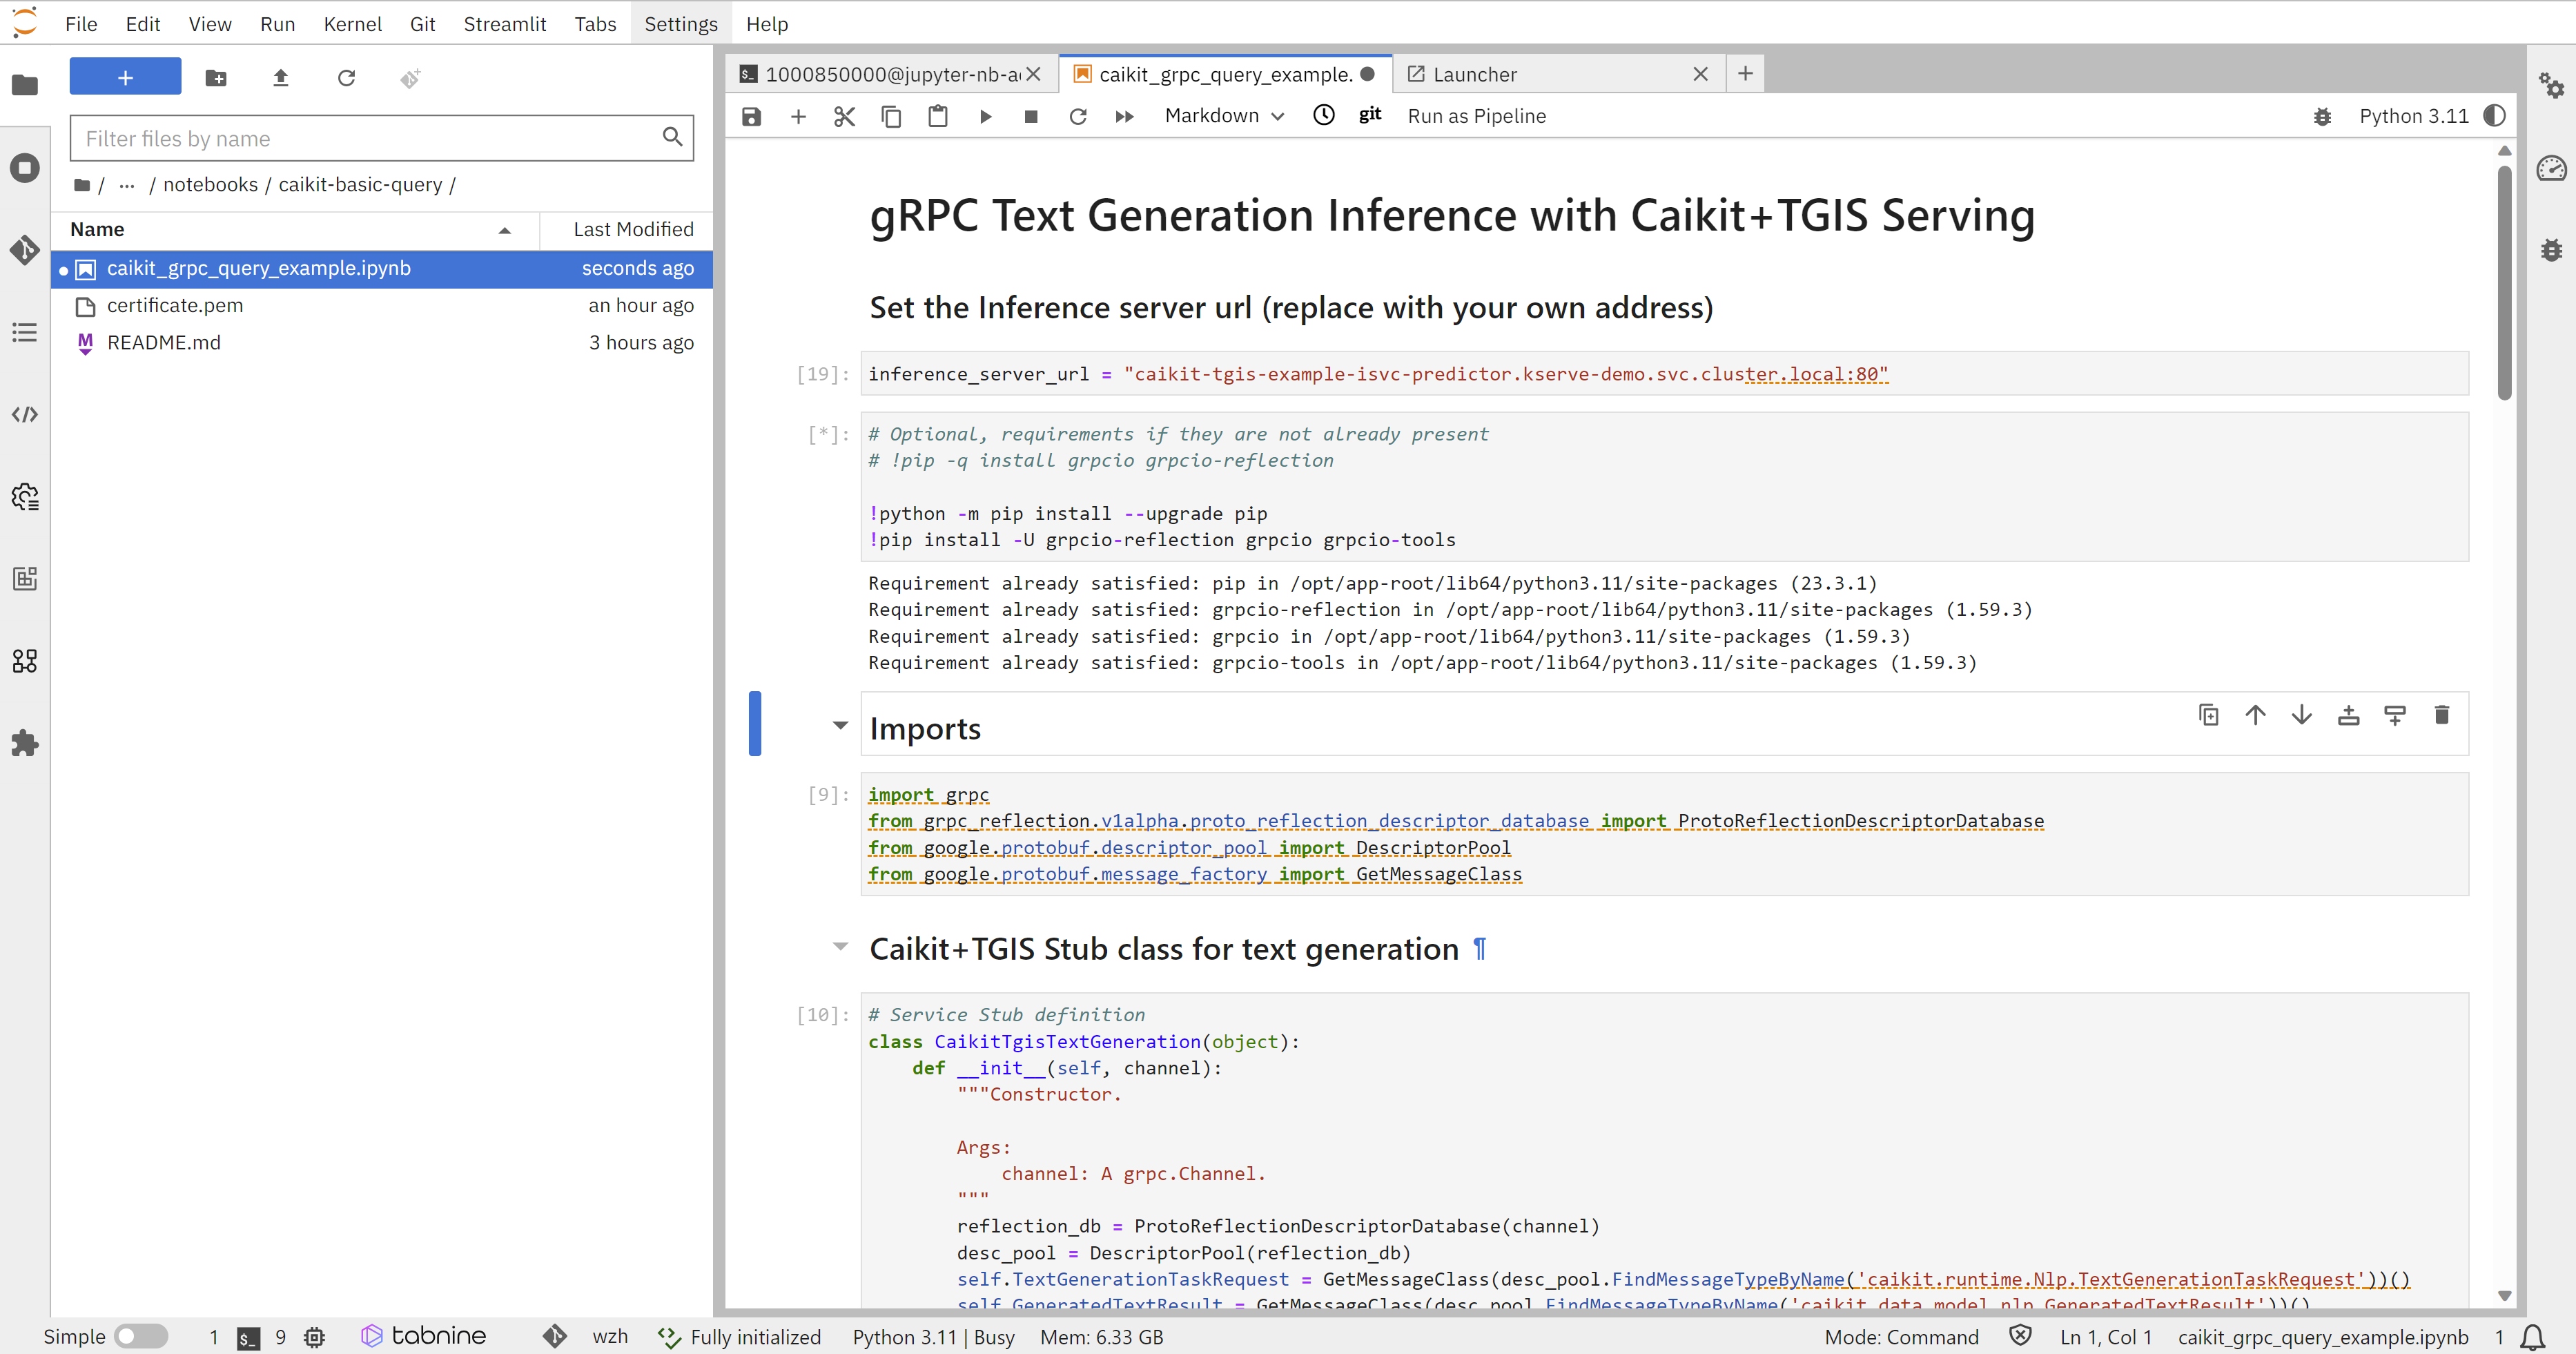 File Edit View Run Kernel Git Streamlit Tabs Settings Help
1000850000@jupyter-nb-a
caikit_grpc_query_example.
Launcher
Markdown
git
Run as Pipeline
Python 3.11
Filter files by name
/ ... / notebooks / caikit-basic-query /
Name Last Modified
caikit_grpc_query_example.ipynb seconds ago
certificate.pem an hour ago
README.md 3 hours ago
gRPC Text Generation Inference with Caikit+TGIS Serving
Set the Inference server url (replace with your own address)
[19]: inference_server_url = "caikit-tgis-example-isvc-predictor.kserve-demo.svc.cluster.local:80"
[*]: # Optional, requirements if they are not already present
# !pip -q install grpcio grpcio-reflection
!python -m pip install --upgrade pip
!pip install -U grpcio-reflection grpcio grpcio-tools
Requirement already satisfied: pip in /opt/app-root/lib64/python3.11/site-packages (23.3.1)
Requirement already satisfied: grpcio-reflection in /opt/app-root/lib64/python3.11/site-packages (1.59.3)
Requirement already satisfied: grpcio in /opt/app-root/lib64/python3.11/site-packages (1.59.3)
Requirement already satisfied: grpcio-tools in /opt/app-root/lib64/python3.11/site-packages (1.59.3)
Imports
[9]: import grpc
from grpc_reflection.v1alpha.proto_reflection_descriptor_database import ProtoReflectionDescriptorDatabase
from google.protobuf.descriptor_pool import DescriptorPool
from google.protobuf.message_factory import GetMessageClass
Caikit+TGIS Stub class for text generation ¶
[10]: # Service Stub definition
class CaikitTgisTextGeneration(object):
def __init__(self, channel):
"""Constructor.
Args:
channel: A grpc.Channel.
"""
reflection_db = ProtoReflectionDescriptorDatabase(channel)
desc_pool = DescriptorPool(reflection_db)
self.TextGenerationTaskRequest = GetMessageClass(desc_pool.FindMessageTypeByName('caikit.runtime.Nlp.TextGenerationTaskRequest'))()
self.GeneratedTextResult = GetMessageClass(desc_pool.FindMessageTypeByName('caikit_data_model.nlp.GeneratedTextResult'))()
Simple 1 $_ 9 tabnine wzh Fully initialized Python 3.11 | Busy Mem: 6.33 GB Mode: Command Ln 1, Col 1 caikit_grpc_query_example.ipynb 1